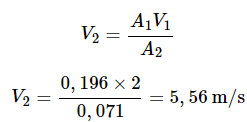 V₂ = A₁V₁ / A₂
V₂ = 0,196 × 2 / 0,071 = 5,56 m/s